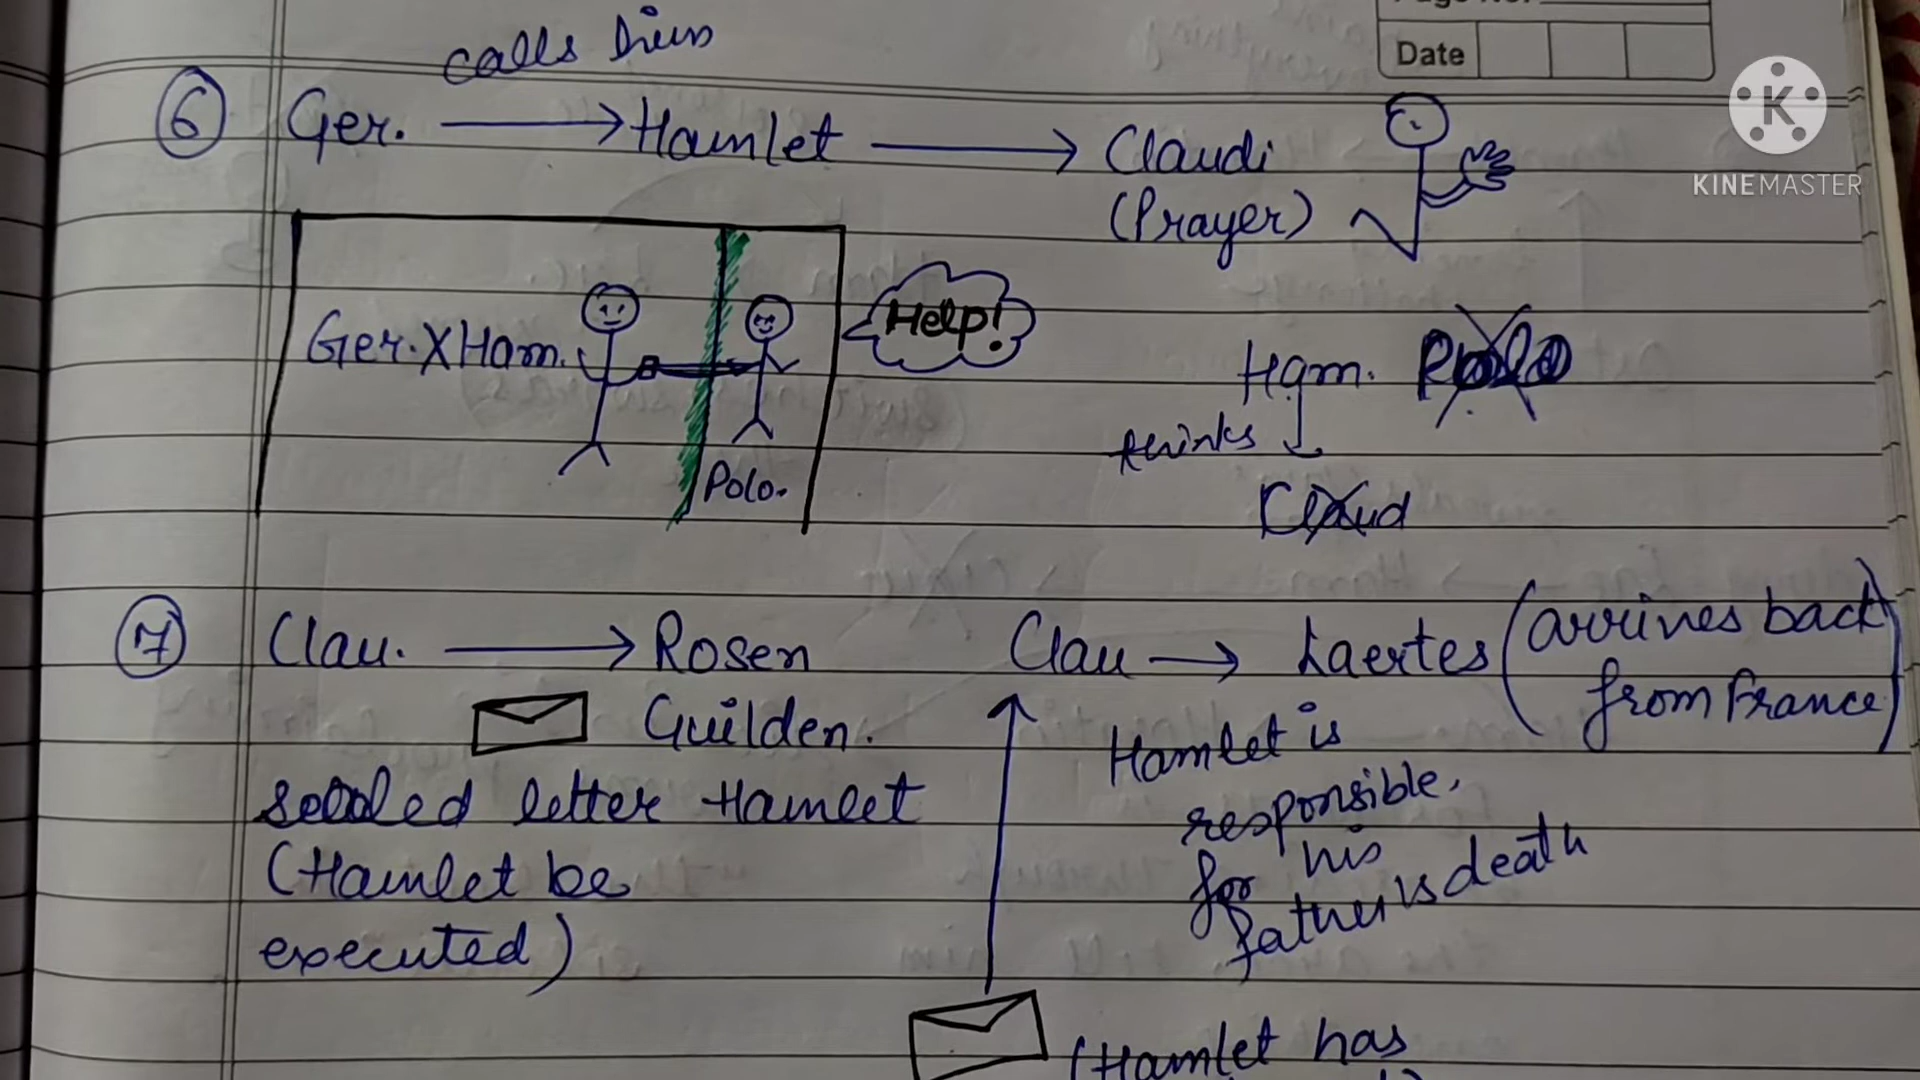 calls him
Date
KINEMASTER
6 Ger. → Hamlet → Claudi
(Prayer)
Ger. X Ham.
Help!
Polo.
Ham. Polo
thinks
Claud
7 Clau. → Rosen
Guilden.
sealed letter Hamlet
(Hamlet be
executed)
Clau → Laertes (arrives back
from France)
Hamlet is
responsible.
for his
father's death
(Hamlet has